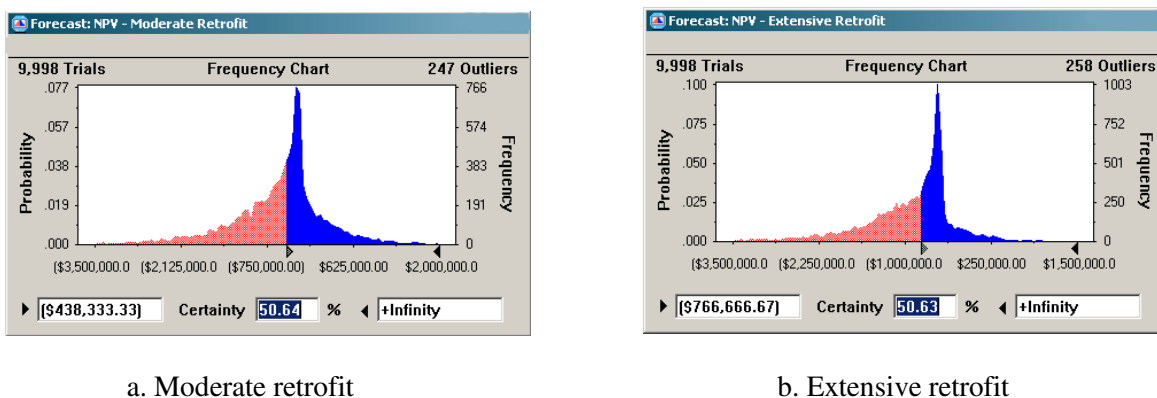 Forecast: NPV - Moderate Retrofit
9,998 Trials Frequency Chart 247 Outliers
.077 766
.057 574
.038 383
.019 191
.000 0
Probability
Frequency
($3,500,000.0 ($2,125,000.0 ($750,000.00) $625,000.00 $2,000,000.0
($438,333.33) Certainty 50.64 % +Infinity
a. Moderate retrofit
Forecast: NPV - Extensive Retrofit
9,998 Trials Frequency Chart 258 Outliers
.100 1003
.075 752
.050 501
.025 250
.000 0
Probability
Frequency
($3,500,000.0 ($2,250,000.0 ($1,000,000.0 $250,000.00 $1,500,000.0
($766,666.67) Certainty 50.63 % +Infinity
b. Extensive retrofit